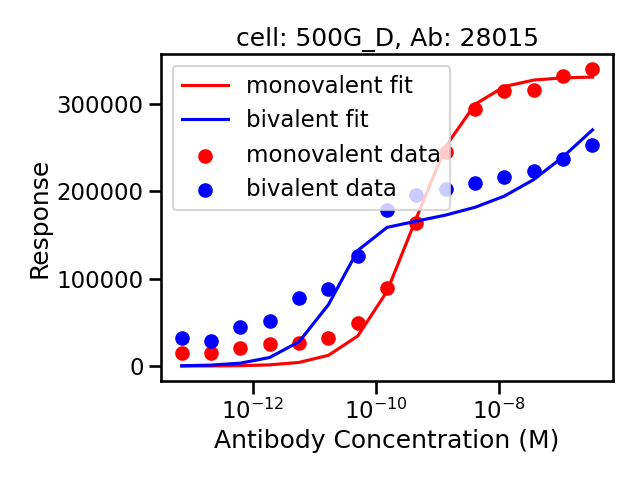 cell: 500G_D, Ab: 28015
monovalent fit
bivalent fit
monovalent data
bivalent data
Response
300000
200000
100000
0
10⁻¹² 10⁻¹⁰ 10⁻⁸
Antibody Concentration (M)